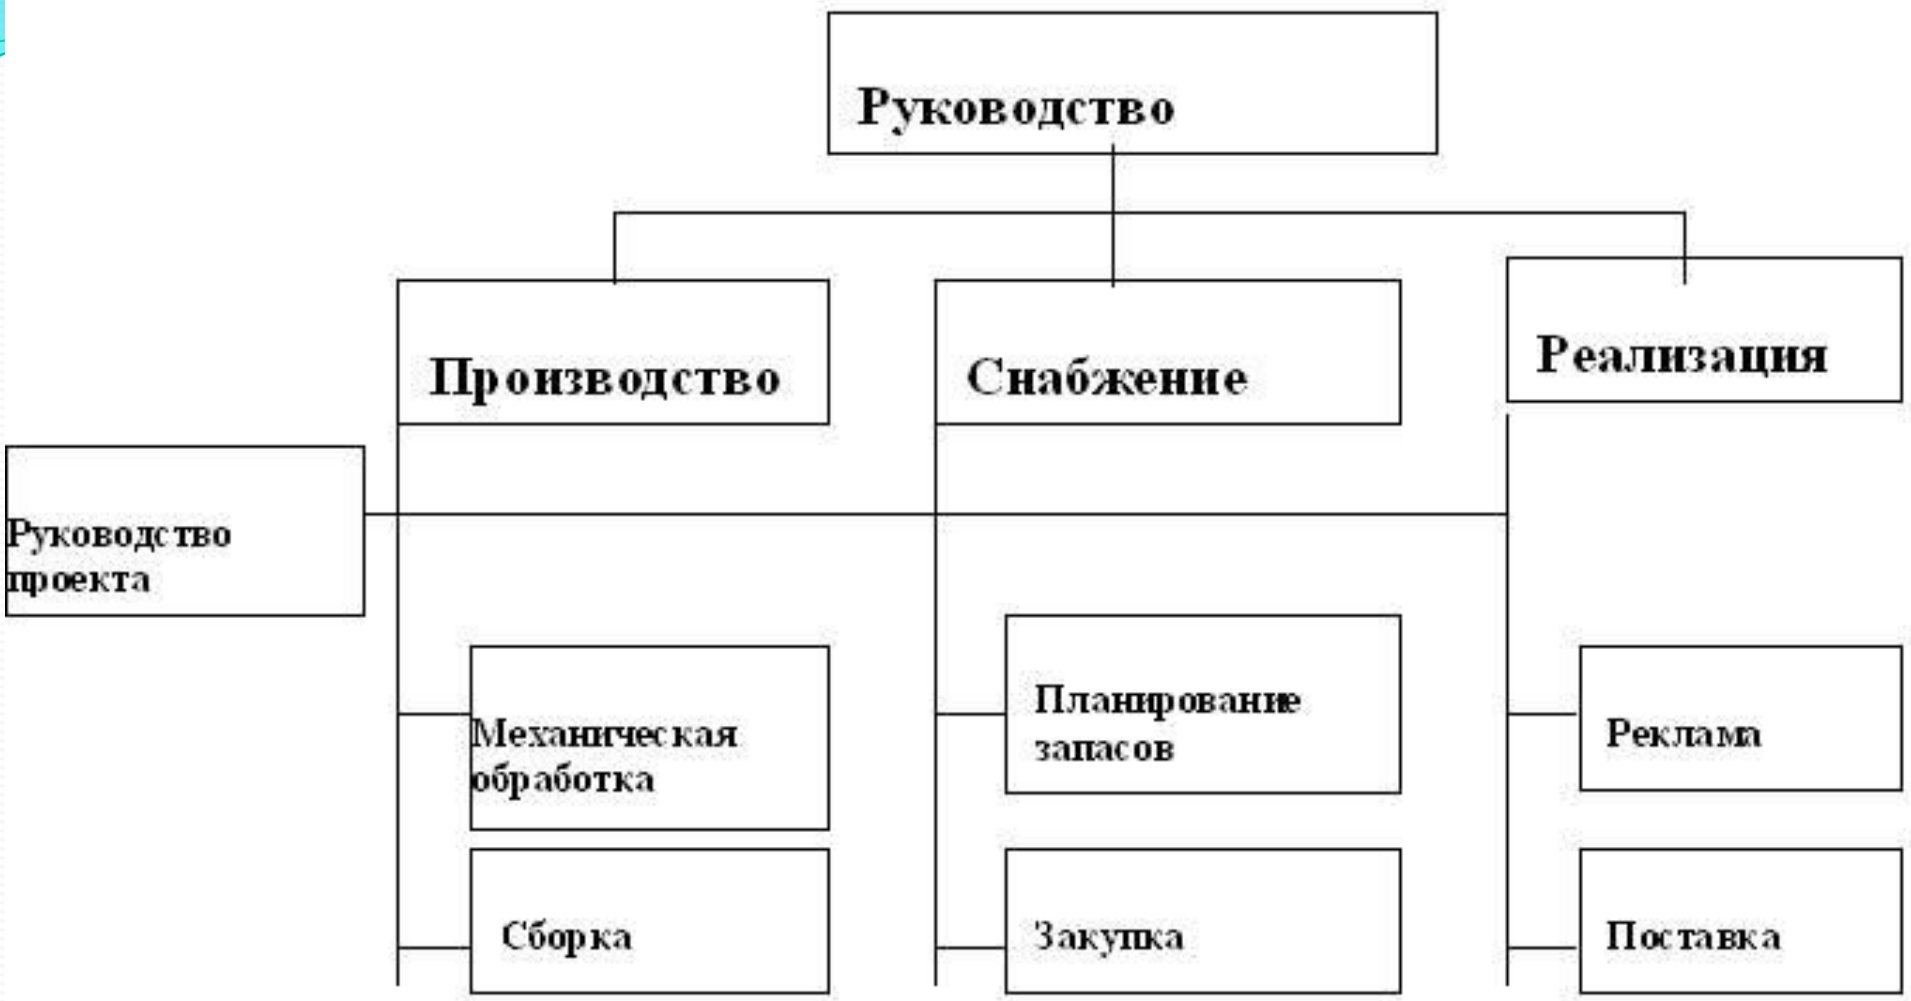 Руководство
Производство
Снабжение
Реализация
Руководство
проекта
Механическая
обработка
Планирование
запасов
Реклама
Сборка
Закупка
Поставка